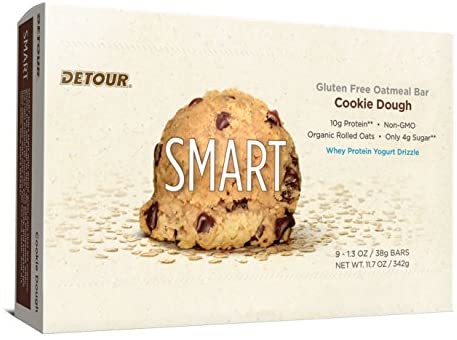 DETOUR®
Gluten Free Oatmeal Bar
Cookie Dough
10g Protein** • Non-GMO
Organic Rolled Oats • Only 4g Sugar**
Whey Protein Yogurt Drizzle
SMART
9 - 1.3 OZ / 38g BARS
NET WT. 11.7 OZ / 342g
SMART
DETOUR
Cookie Dough